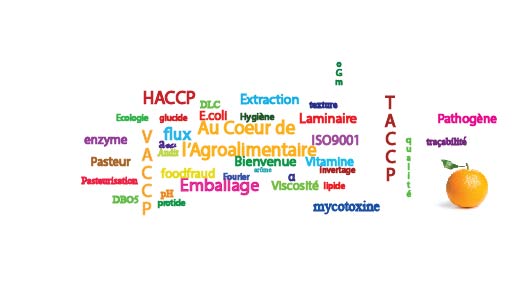 oGm
HACCP
DLC
Extraction
texture
TACCP
Ecologie
glucide
E.coli
Hygiène
Laminaire
Pathogène
enzyme
VACCP
flux
Au Coeur de
l'Agroalimentaire
ISO9001
qualité
traçabilité
aw
Audit
Pasteur
Bienvenue
Vitamine
foodfraud
Fourier
arôme
α
invertage
Pasteurisation
Emballage
Viscosité
lipide
DBO5
pH
protide
mycotoxine